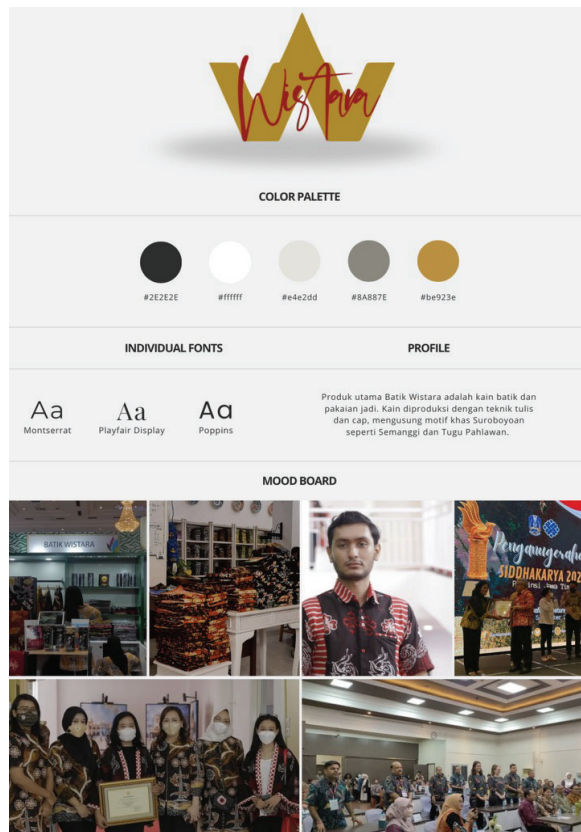 Wistara
COLOR PALETTE
#2E2E2E
#ffffff
#e4e2dd
#8A887E
#be923e
INDIVIDUAL FONTS
PROFILE
Aa
Montserrat
Aa
Playfair Display
Aa
Poppins
Produk utama Batik Wistara adalah kain batik dan
pakaian jadi. Kain diproduksi dengan teknik tulis
dan cap, mengusung motif khas Suroboyoan
seperti Semanggi dan Tugu Pahlawan.
MOOD BOARD
BATIK WISTARA
Penganugeraha
SIDDHAKARYA 202